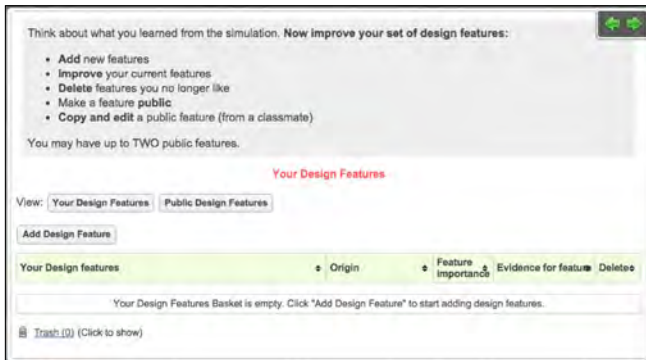 Think about what you learned from the simulation. Now improve your set of design features:
• Add new features
• Improve your current features
• Delete features you no longer like
• Make a feature public
• Copy and edit a public feature (from a classmate)
You may have up to TWO public features.
Your Design Features
View: Your Design Features Public Design Features
Add Design Feature
Your Design features Origin Feature Importance Evidence for feature Delete
Your Design Features Basket is empty. Click "Add Design Feature" to start adding design features.
Trash (0) (Click to show)